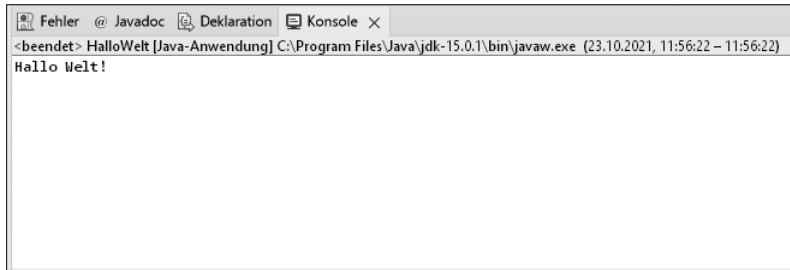 Fehler @ Javadoc Deklaration Konsole
<beendet> HalloWelt [Java-Anwendung] C:\Program Files\Java\jdk-15.0.1\bin\javaw.exe (23.10.2021, 11:56:22 – 11:56:22)
Hallo Welt!